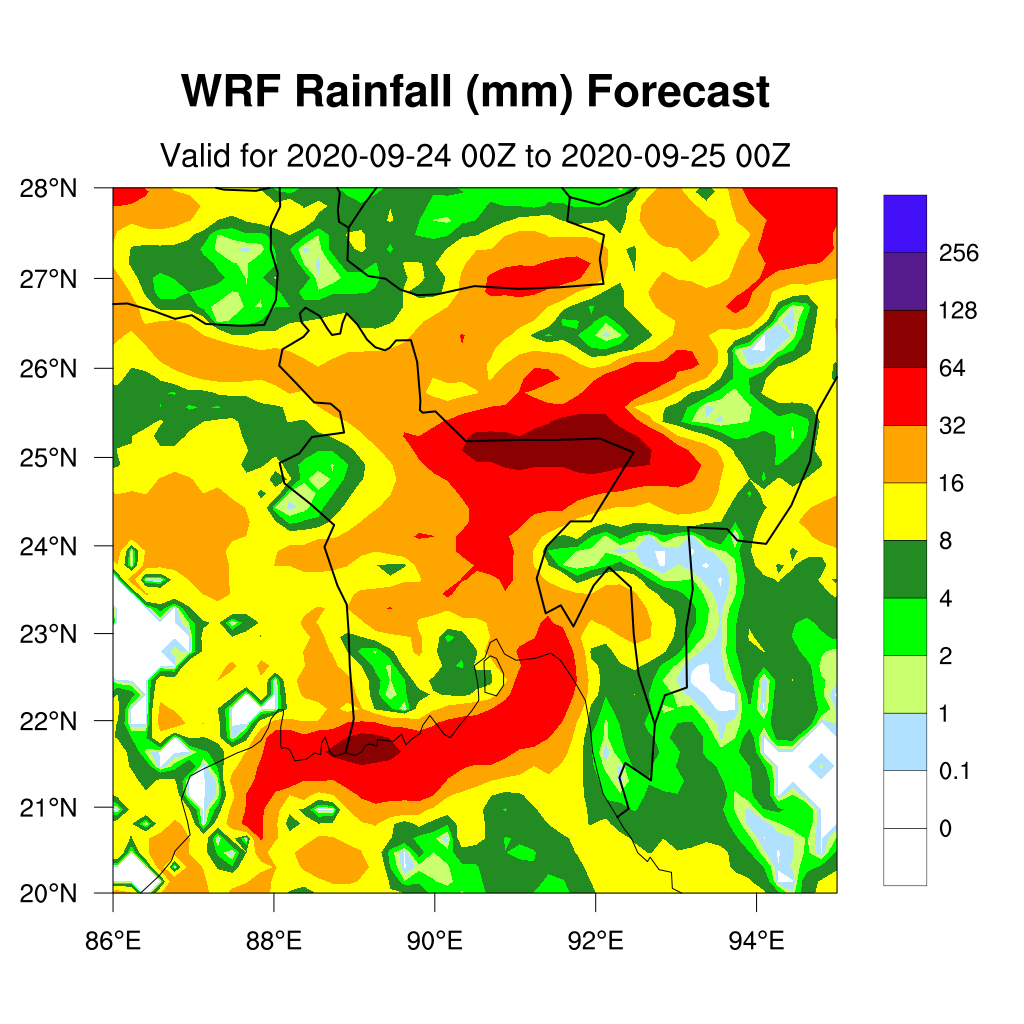 WRF Rainfall (mm) Forecast
Valid for 2020-09-24 00Z to 2020-09-25 00Z
28°N
27°N
26°N
25°N
24°N
23°N
22°N
21°N
20°N
86°E
88°E
90°E
92°E
94°E
256
128
64
32
16
8
4
2
1
0.1
0